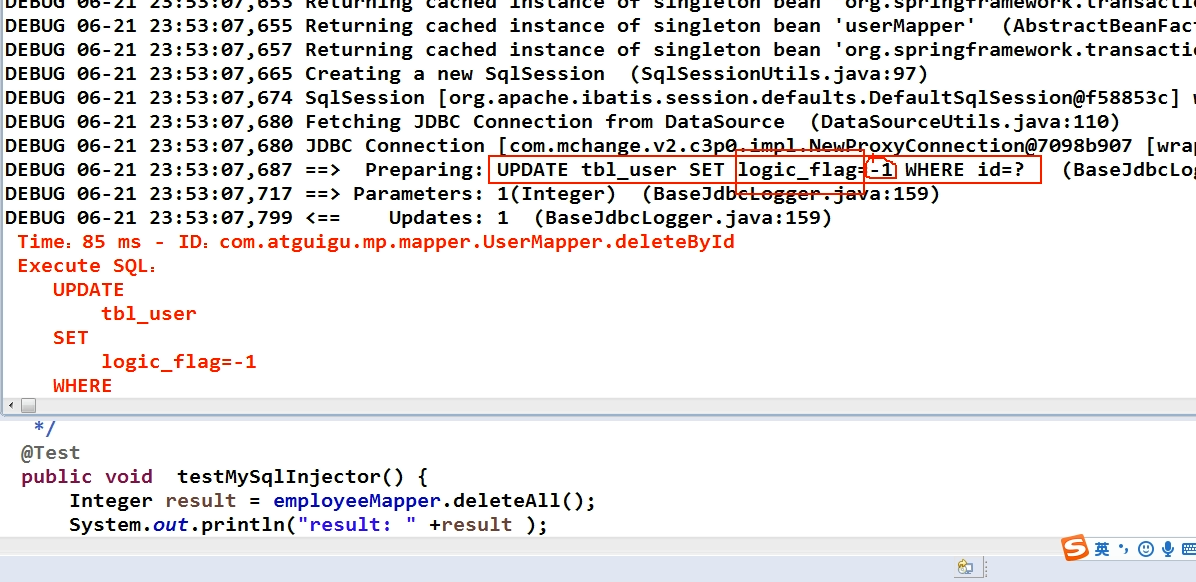 DEBUG 06-21 23:53:07,653 Returning cached instance of singleton bean 'org.springframework.transactio
DEBUG 06-21 23:53:07,655 Returning cached instance of singleton bean 'userMapper'  (AbstractBeanFac
DEBUG 06-21 23:53:07,657 Returning cached instance of singleton bean 'org.springframework.transactio
DEBUG 06-21 23:53:07,665 Creating a new SqlSession  (SqlSessionUtils.java:97)
DEBUG 06-21 23:53:07,674 SqlSession [org.apache.ibatis.session.defaults.DefaultSqlSession@f58853c] w
DEBUG 06-21 23:53:07,680 Fetching JDBC Connection from DataSource  (DataSourceUtils.java:110)
DEBUG 06-21 23:53:07,680 JDBC Connection [com.mchange.v2.c3p0.impl.NewProxyConnection@7098b907 [wrap
DEBUG 06-21 23:53:07,687 ==>  Preparing: UPDATE tbl_user SET logic_flag=-1 WHERE id=?   (BaseJdbcLog
DEBUG 06-21 23:53:07,717 ==> Parameters: 1(Integer)  (BaseJdbcLogger.java:159)
DEBUG 06-21 23:53:07,799 <==    Updates: 1  (BaseJdbcLogger.java:159)
Time：85 ms - ID：com.atguigu.mp.mapper.UserMapper.deleteById
Execute SQL：
UPDATE
tbl_user
SET
logic_flag=-1
WHERE
*/
@Test
public void  testMySqlInjector() {
Integer result = employeeMapper.deleteAll();
System.out.println("result: " +result );
S 英